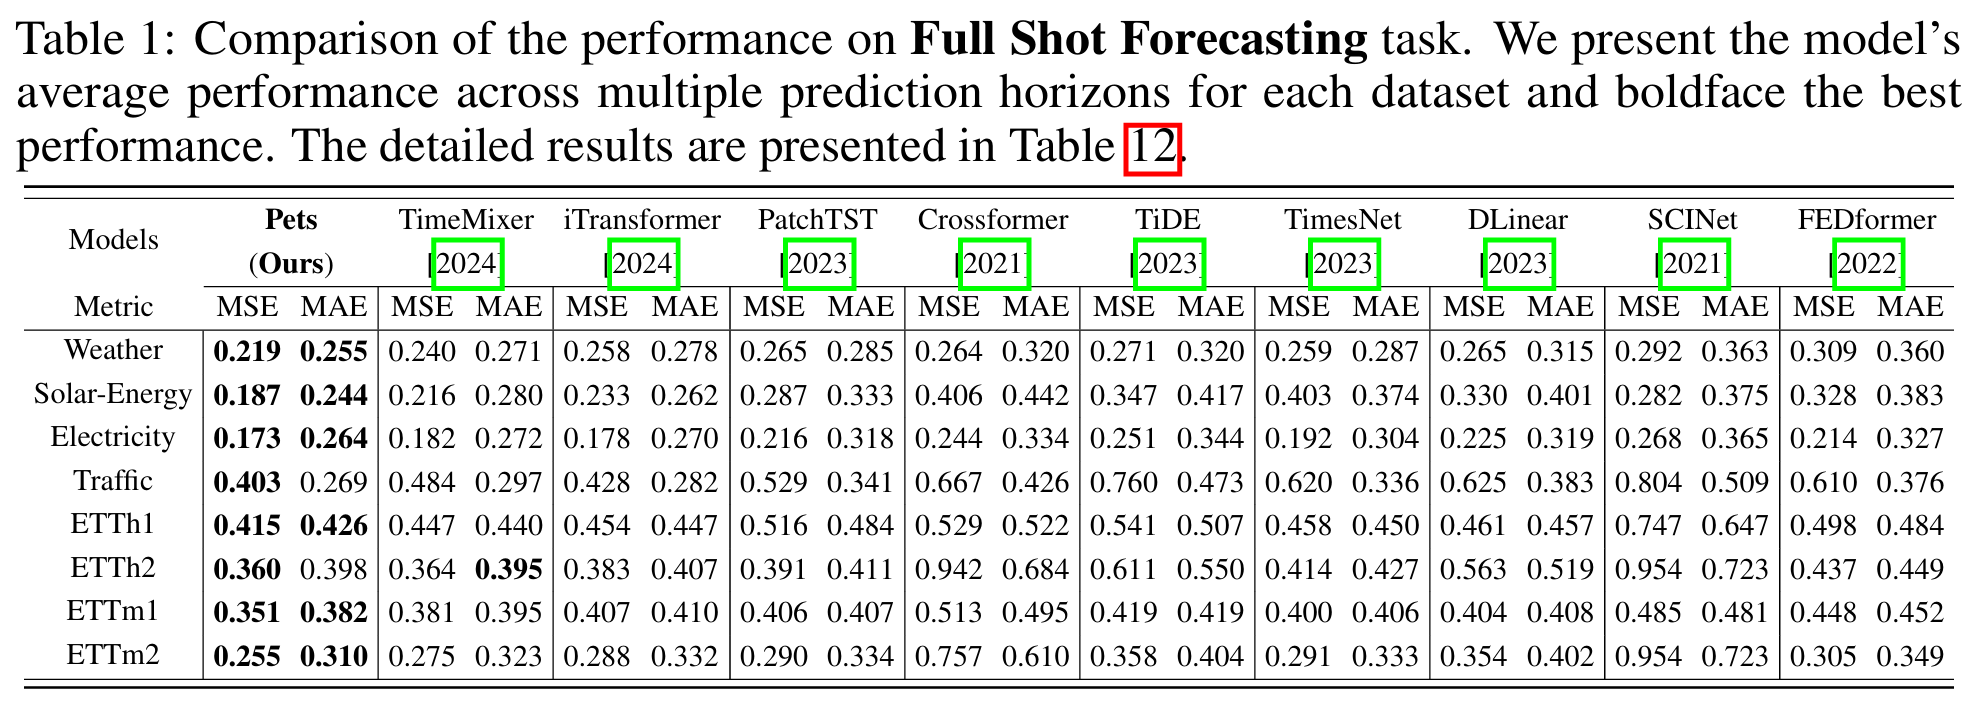 Table 1: Comparison of the performance on Full Shot Forecasting task. We present the model's
average performance across multiple prediction horizons for each dataset and boldface the best
performance. The detailed results are presented in Table 12.
Models Pets TimeMixer iTransformer PatchTST Crossformer TiDE TimesNet DLinear SCINet FEDformer
(Ours) [2024] [2024] [2023] [2021] [2023] [2023] [2023] [2021] [2022]
Metric MSE MAE MSE MAE MSE MAE MSE MAE MSE MAE MSE MAE MSE MAE MSE MAE MSE MAE MSE MAE
Weather 0.219 0.255 0.240 0.271 0.258 0.278 0.265 0.285 0.264 0.320 0.271 0.320 0.259 0.287 0.265 0.315 0.292 0.363 0.309 0.360
Solar-Energy 0.187 0.244 0.216 0.280 0.233 0.262 0.287 0.333 0.406 0.442 0.347 0.417 0.403 0.374 0.330 0.401 0.282 0.375 0.328 0.383
Electricity 0.173 0.264 0.182 0.272 0.178 0.270 0.216 0.318 0.244 0.334 0.251 0.344 0.192 0.304 0.225 0.319 0.268 0.365 0.214 0.327
Traffic 0.403 0.269 0.484 0.297 0.428 0.282 0.529 0.341 0.667 0.426 0.760 0.473 0.620 0.336 0.625 0.383 0.804 0.509 0.610 0.376
ETTh1 0.415 0.426 0.447 0.440 0.454 0.447 0.516 0.484 0.529 0.522 0.541 0.507 0.458 0.450 0.461 0.457 0.747 0.647 0.498 0.484
ETTh2 0.360 0.398 0.364 0.395 0.383 0.407 0.391 0.411 0.942 0.684 0.611 0.550 0.414 0.427 0.563 0.519 0.954 0.723 0.437 0.449
ETTm1 0.351 0.382 0.381 0.395 0.407 0.410 0.406 0.407 0.513 0.495 0.419 0.419 0.400 0.406 0.404 0.408 0.485 0.481 0.448 0.452
ETTm2 0.255 0.310 0.275 0.323 0.288 0.332 0.290 0.334 0.757 0.610 0.358 0.404 0.291 0.333 0.354 0.402 0.954 0.723 0.305 0.349